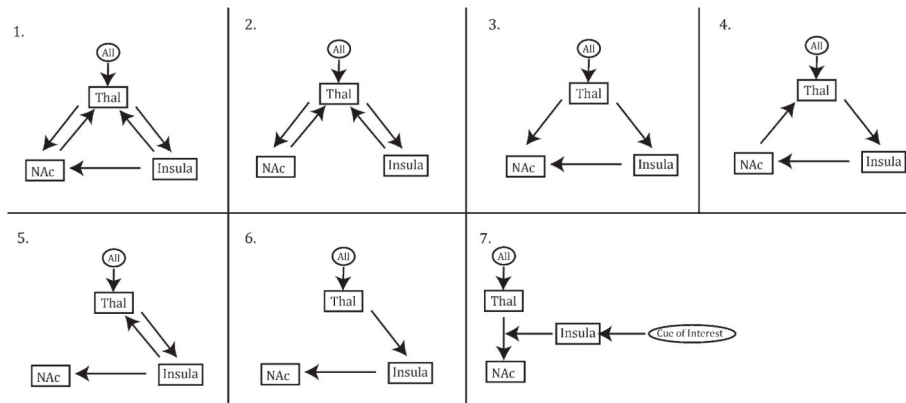 1.
All
Thal
NAc
Insula
2.
All
Thal
NAc
Insula
3.
All
Thal
NAc
Insula
4.
All
Thal
NAc
Insula
5.
All
Thal
NAc
Insula
6.
All
Thal
NAc
Insula
7.
All
Thal
Insula Cue of Interest
NAc